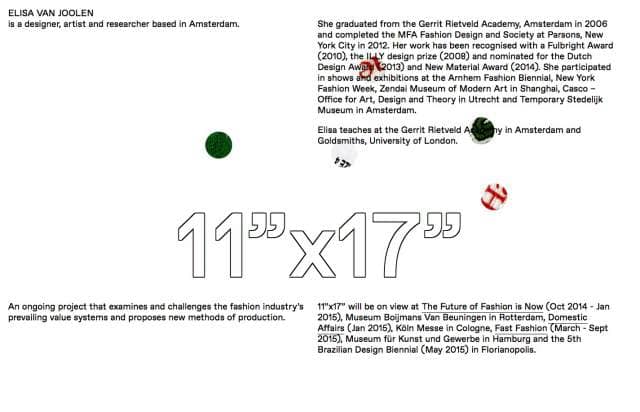 ELISA VAN JOOLEN
is a designer, artist and researcher based in Amsterdam.
She graduated from the Gerrit Rietveld Academy, Amsterdam in 2006
and completed the MFA Fashion Design and Society at Parsons, New
York City in 2012. Her work has been recognised with a Fulbright Award
(2010), the ILLY design prize (2008) and nominated for the Dutch
Design Award (2013) and New Material Award (2014). She participated
in shows and exhibitions at the Arnhem Fashion Biennial, New York
Fashion Week, Zendai Museum of Modern Art in Shanghai, Casco –
Office for Art, Design and Theory in Utrecht and Temporary Stedelijk
Museum in Amsterdam.
Elisa teaches at the Gerrit Rietveld Academy in Amsterdam and
Goldsmiths, University of London.
11”x17”
An ongoing project that examines and challenges the fashion industry’s
prevailing value systems and proposes new methods of production.
11”x17” will be on view at The Future of Fashion is Now (Oct 2014 - Jan
2015), Museum Boijmans Van Beuningen in Rotterdam, Domestic
Affairs (Jan 2015), Köln Messe in Cologne, Fast Fashion (March - Sept
2015), Museum für Kunst und Gewerbe in Hamburg and the 5th
Brazilian Design Biennial (May 2015) in Florianopolis.